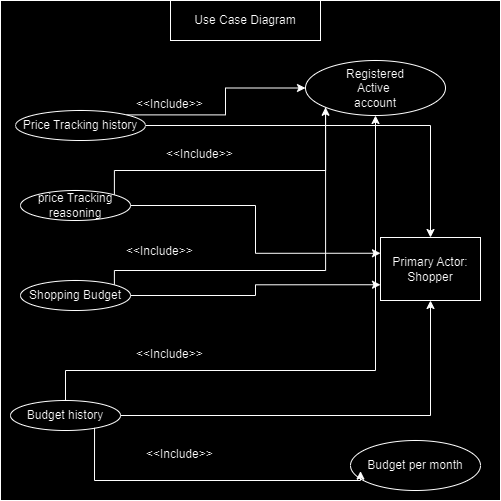 Use Case Diagram
Registered
Active
account
<<Include>>
Price Tracking history
<<Include>>
price Tracking
reasoning
<<Include>>
Primary Actor:
Shopper
Shopping Budget
<<Include>>
Budget history
<<Include>>
Budget per month